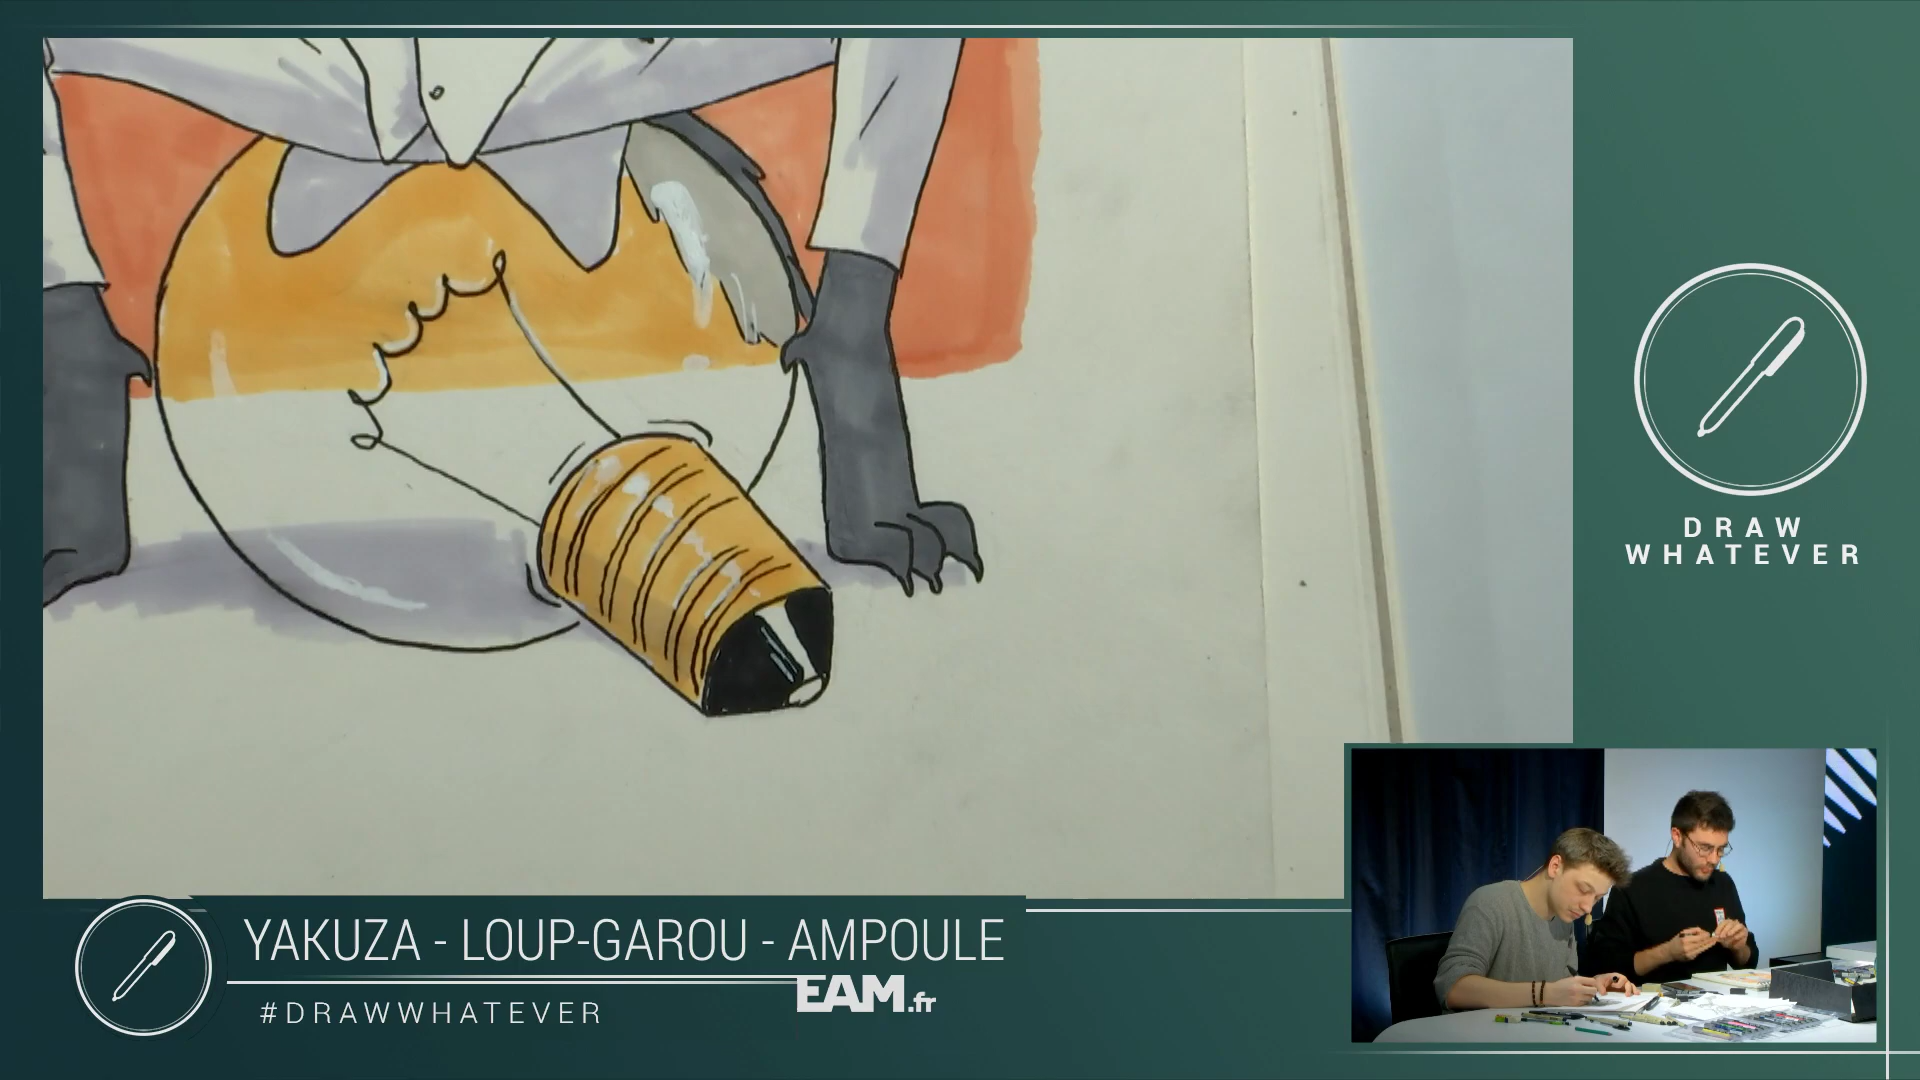 DRAW
WHATEVER
YAKUZA - LOUP-GAROU - AMPOULE
EAM.fr
#DRAWWHATEVER